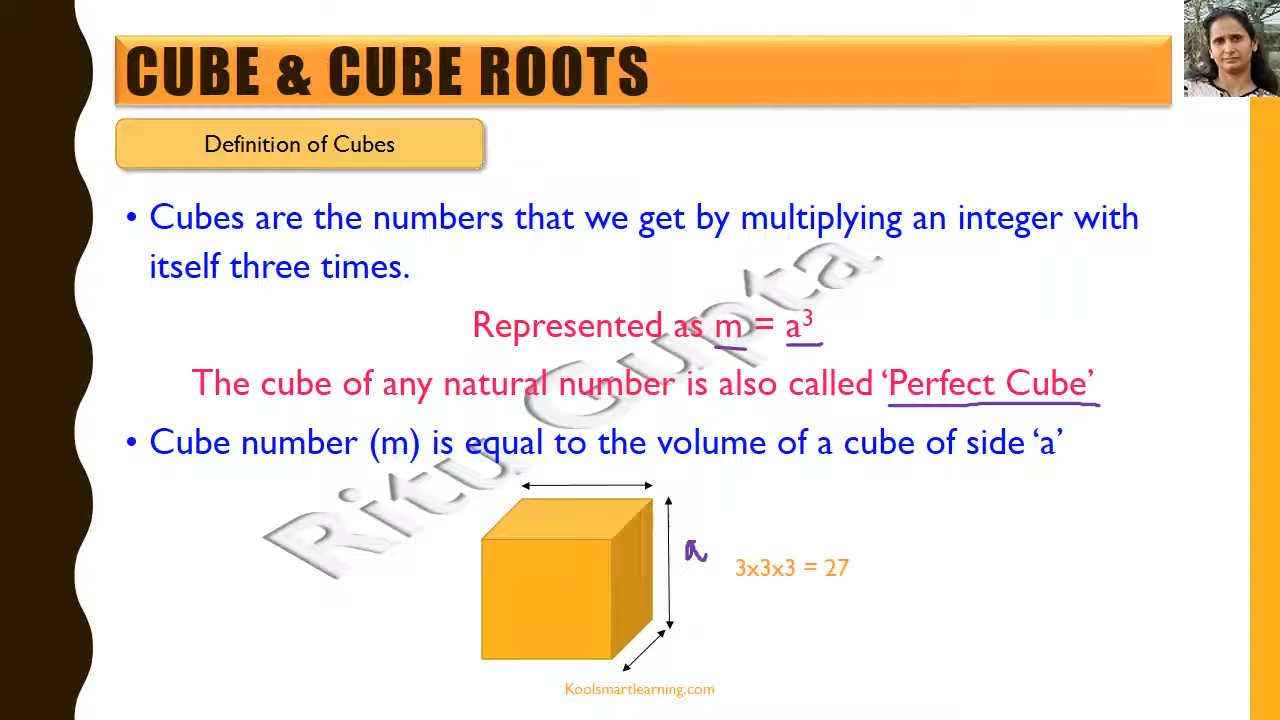 CUBE & CUBE ROOTS
Definition of Cubes
• Cubes are the numbers that we get by multiplying an integer with
itself three times.
Represented as m = a³
The cube of any natural number is also called ‘Perfect Cube’
• Cube number (m) is equal to the volume of a cube of side ‘a’
Ritu Gupta
a
3x3x3 = 27
Koolsmartlearning.com